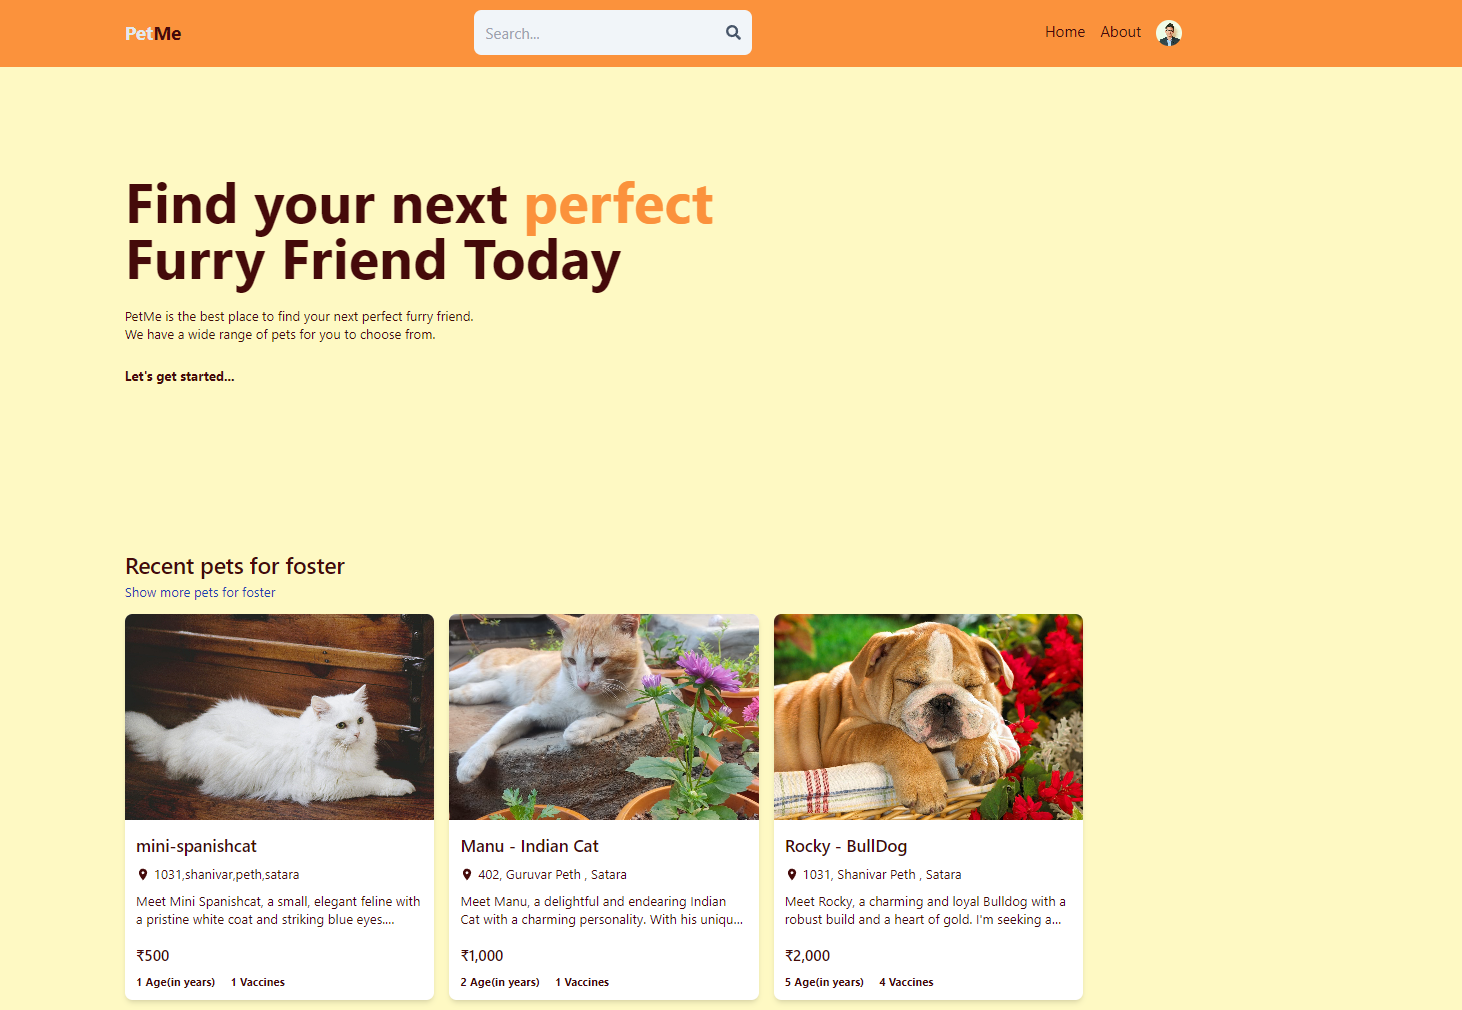 PetMe
Search...
Home About
Find your next perfect
Furry Friend Today
PetMe is the best place to find your next perfect furry friend.
We have a wide range of pets for you to choose from.
Let's get started...
Recent pets for foster
Show more pets for foster
mini-spanishcat
1031,shanivar,peth,satara
Meet Mini Spanishcat, a small, elegant feline with
a pristine white coat and striking blue eyes....
₹500
1 Age(in years) 1 Vaccines
Manu - Indian Cat
402, Guruvar Peth , Satara
Meet Manu, a delightful and endearing Indian
Cat with a charming personality. With his uniqu...
₹1,000
2 Age(in years) 1 Vaccines
Rocky - BullDog
1031, Shanivar Peth , Satara
Meet Rocky, a charming and loyal Bulldog with a
robust build and a heart of gold. I'm seeking a...
₹2,000
5 Age(in years) 4 Vaccines